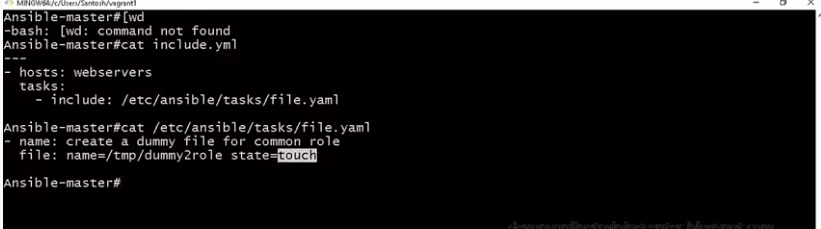 MINGW64:/c/Users/Santosh/vagrant1
Ansible-master#[wd
-bash: [wd: command not found
Ansible-master#cat include.yml
---
- hosts: webservers
  tasks:
    - include: /etc/ansible/tasks/file.yaml

Ansible-master#cat /etc/ansible/tasks/file.yaml
- name: create a dummy file for common role
  file: name=/tmp/dummy2role state=touch

Ansible-master#